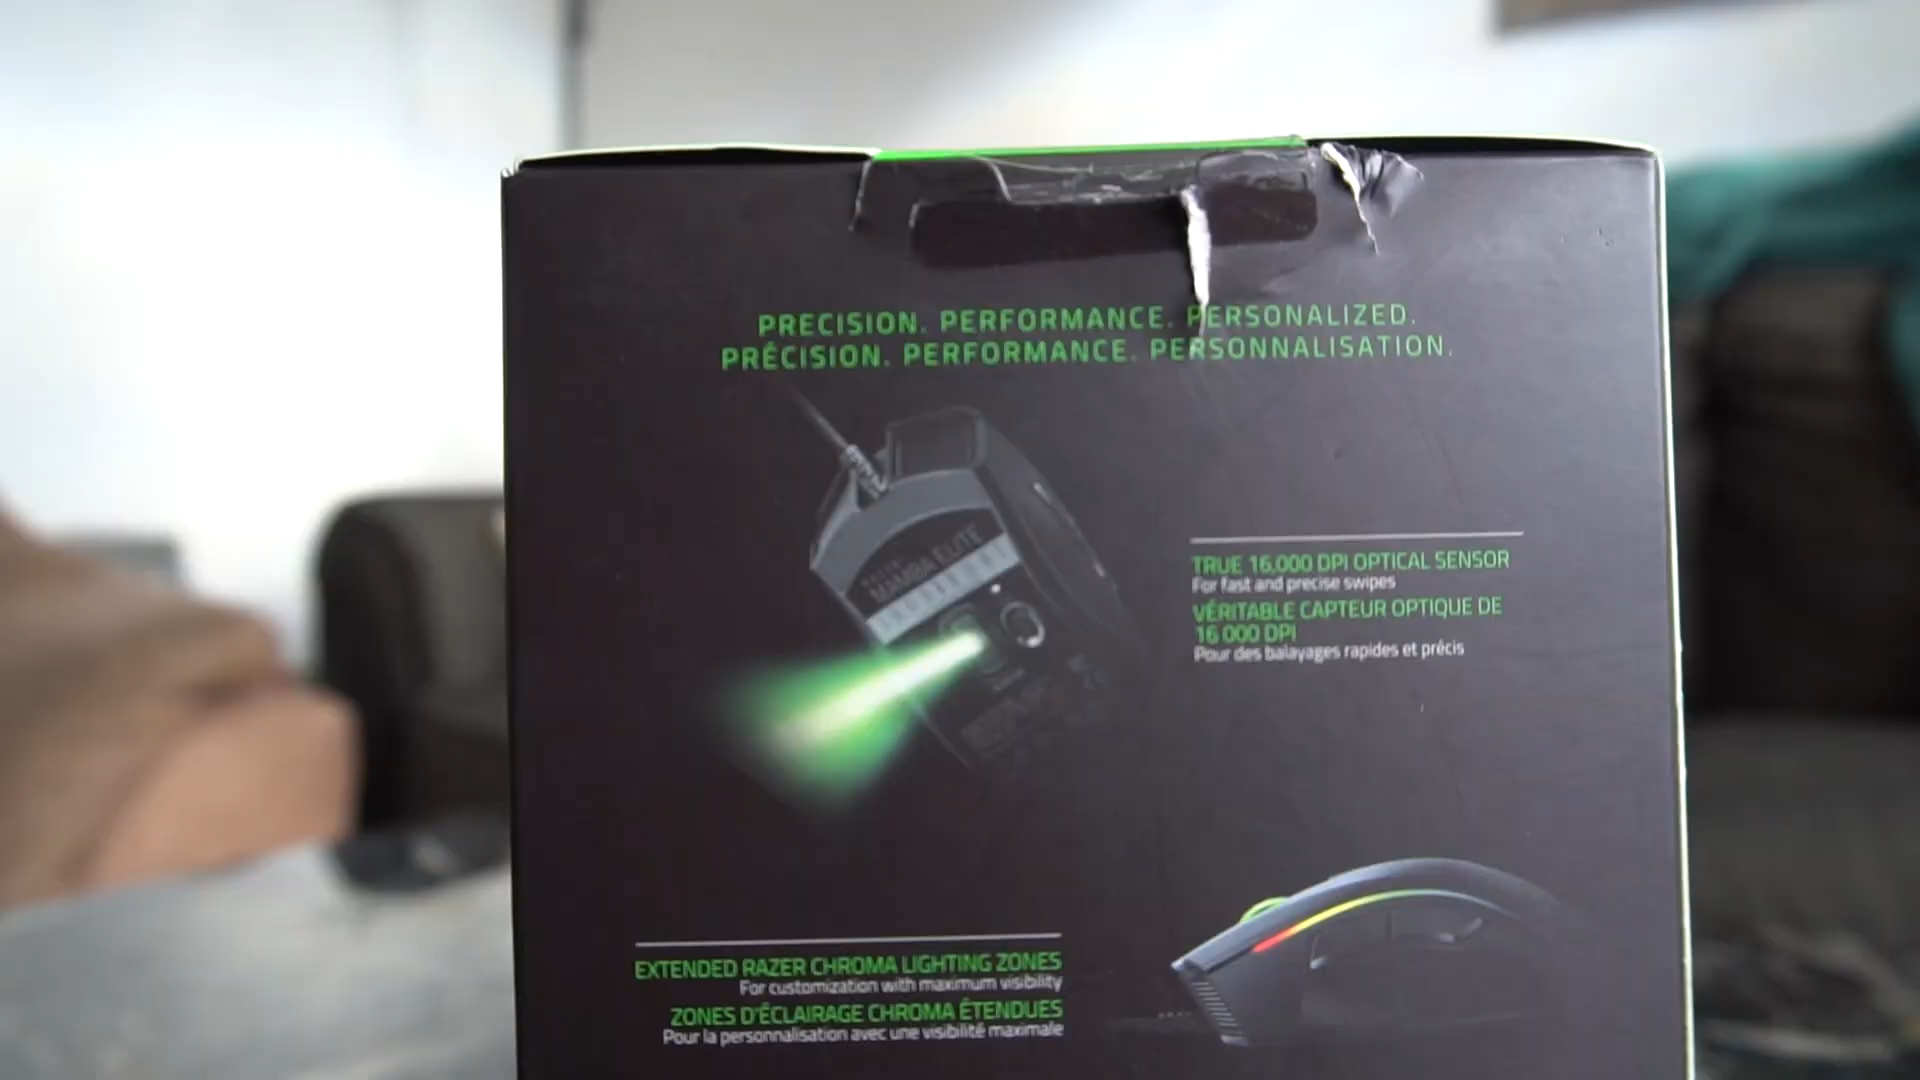 PRECISION. PERFORMANCE. PERSONALIZED.
PRÉCISION. PERFORMANCE. PERSONNALISATION.
MAMBA ELITE
TRUE 16,000 DPI OPTICAL SENSOR
For fast and precise swipes
VÉRITABLE CAPTEUR OPTIQUE DE
16 000 DPI
Pour des balayages rapides et précis
EXTENDED RAZER CHROMA LIGHTING ZONES
For customization with maximum visibility
ZONES D'ÉCLAIRAGE CHROMA ÉTENDUES
Pour la personnalisation avec une visibilité maximale